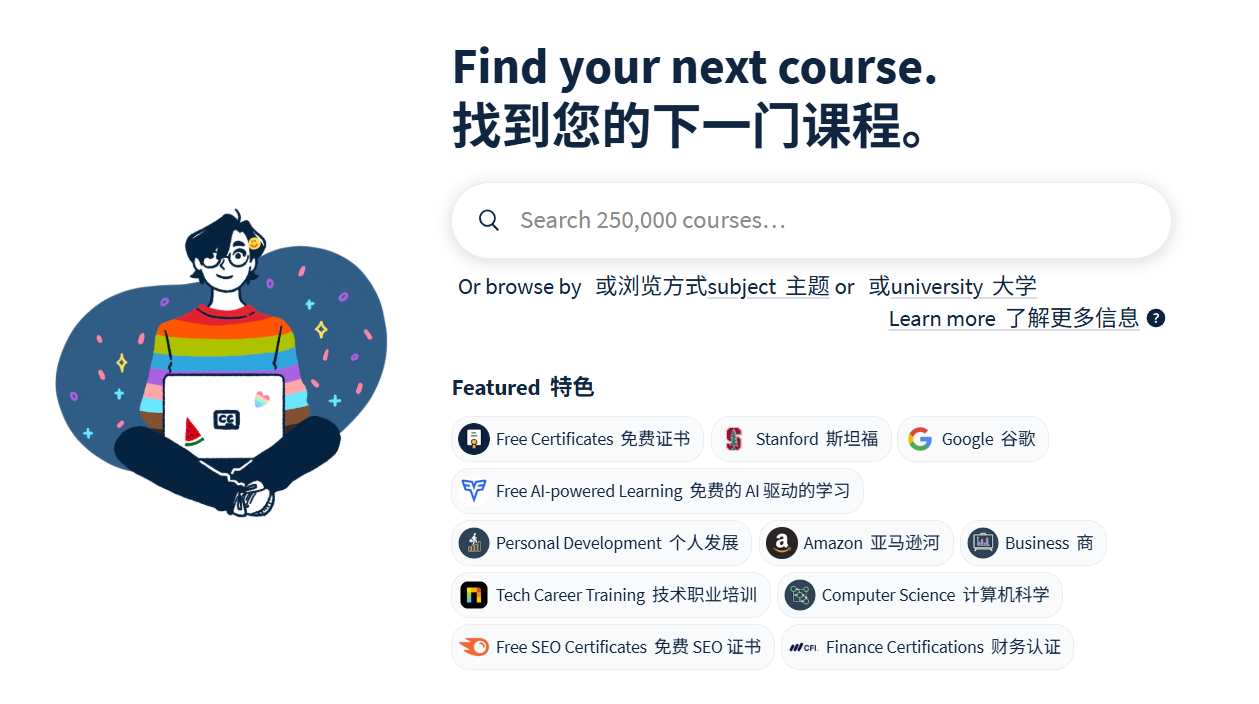 Find your next course.
找到您的下一门课程。
Search 250,000 courses…
Or browse by 或浏览方式subject 主题 or 或university 大学
Learn more 了解更多信息 ?
Featured 特色
Free Certificates 免费证书 Stanford 斯坦福 Google 谷歌
Free AI-powered Learning 免费的 AI 驱动的学习
Personal Development 个人发展 a Amazon 亚马逊河 Business 商
Tech Career Training 技术职业培训 Computer Science 计算机科学
Free SEO Certificates 免费 SEO 证书 CFI Finance Certifications 财务认证